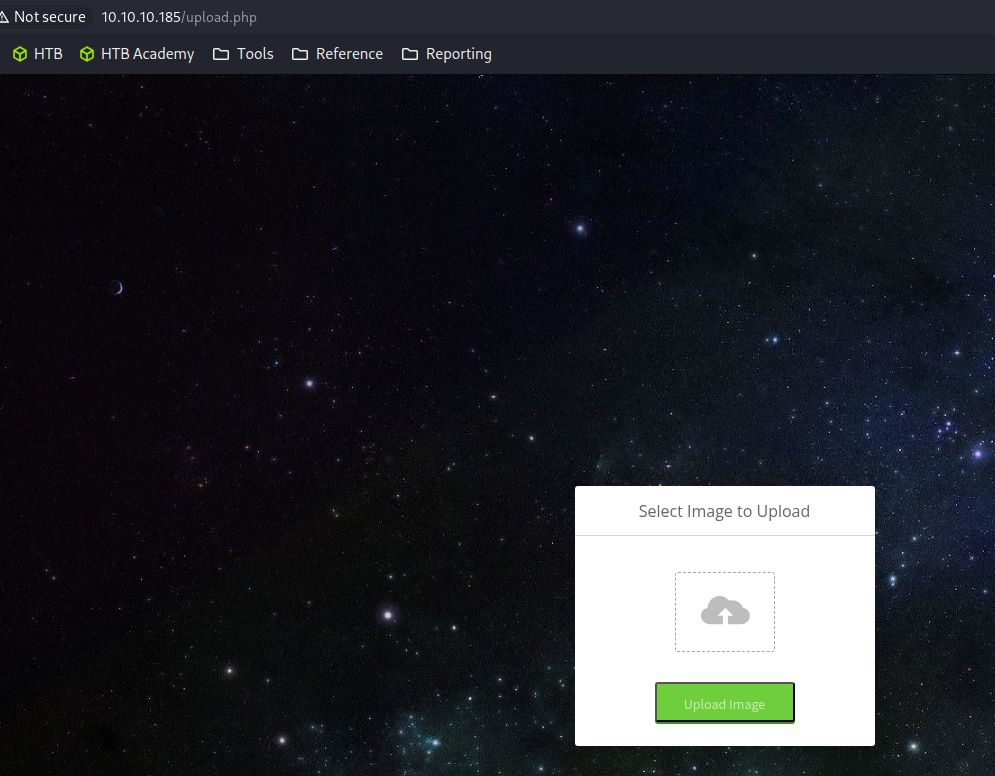 Not secure 10.10.10.185/upload.php
HTB HTB Academy Tools Reference Reporting
Select Image to Upload
Upload Image